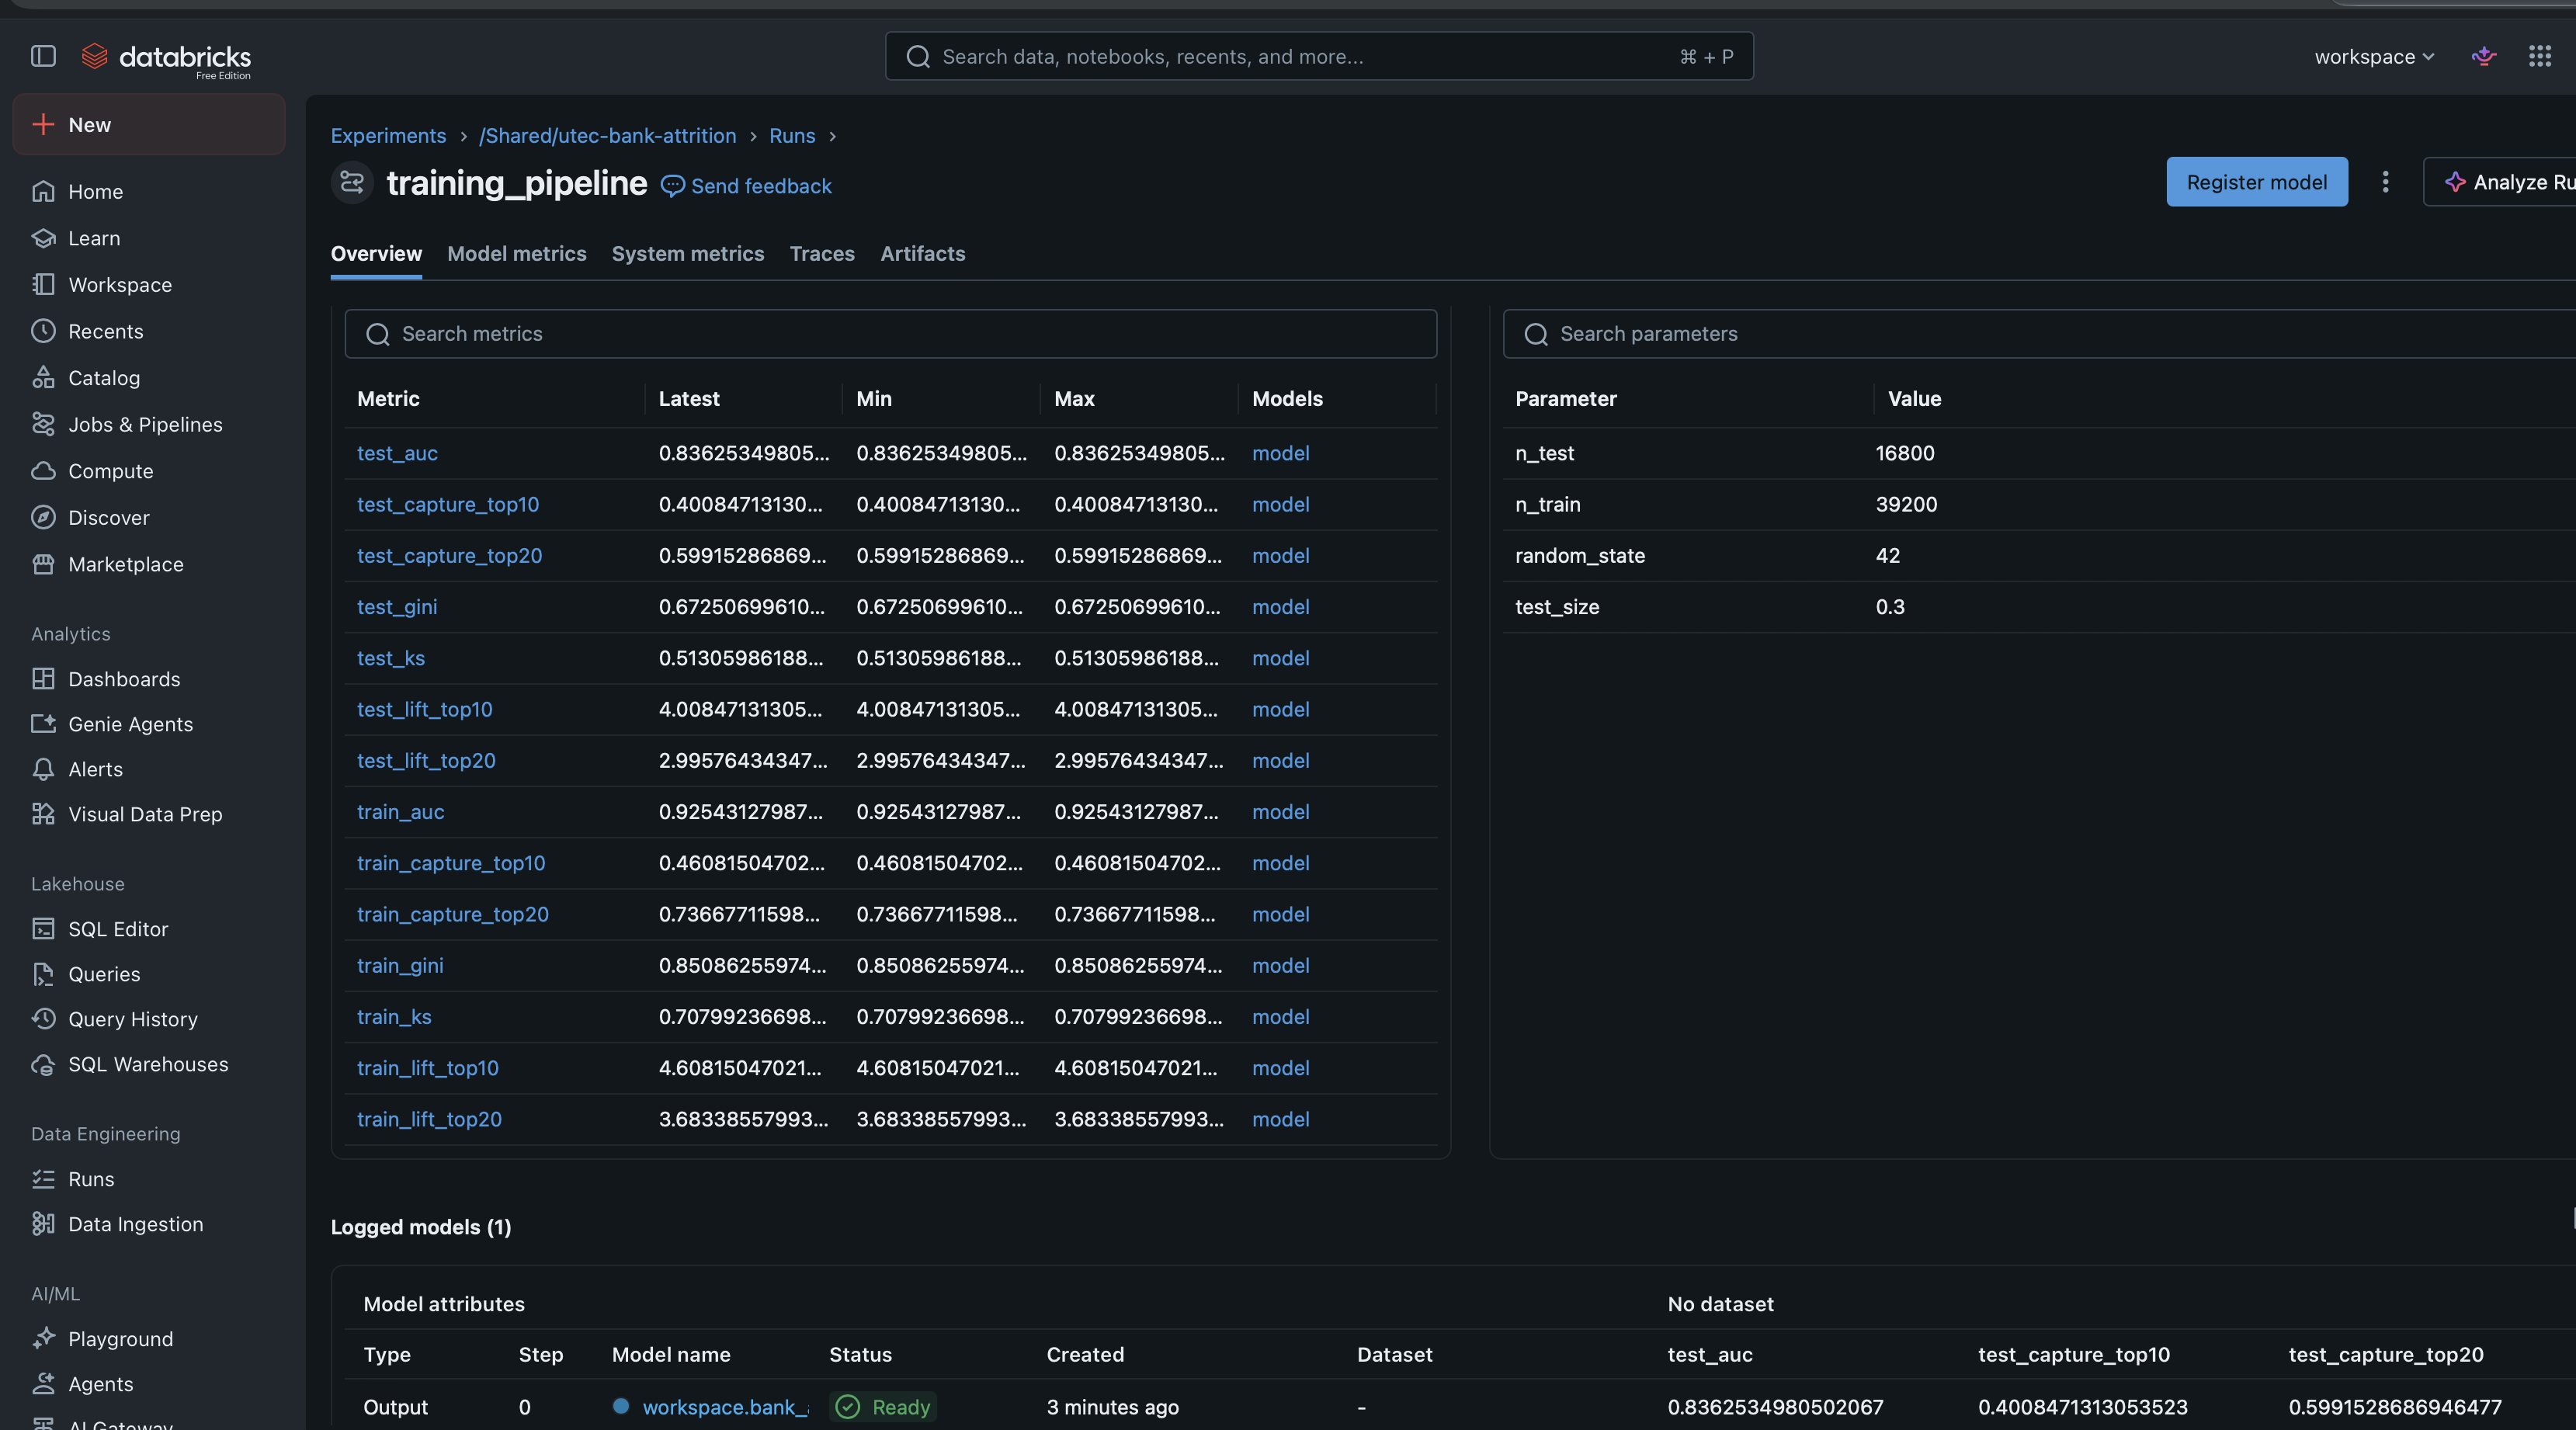 databricks
Free Edition
Search data, notebooks, recents, and more...
⌘ + P
workspace
New
Home
Learn
Workspace
Recents
Catalog
Jobs & Pipelines
Compute
Discover
Marketplace
Analytics
Dashboards
Genie Agents
Alerts
Visual Data Prep
Lakehouse
SQL Editor
Queries
Query History
SQL Warehouses
Data Engineering
Runs
Data Ingestion
AI/ML
Playground
Agents
AI Gateway
Experiments > /Shared/utec-bank-attrition > Runs >
training_pipeline Send feedback
Register model
Analyze Ru
Overview Model metrics System metrics Traces Artifacts
Search metrics
Metric Latest Min Max Models
test_auc 0.83625349805... 0.83625349805... 0.83625349805... model
test_capture_top10 0.40084713130... 0.40084713130... 0.40084713130... model
test_capture_top20 0.59915286869... 0.59915286869... 0.59915286869... model
test_gini 0.67250699610... 0.67250699610... 0.67250699610... model
test_ks 0.51305986188... 0.51305986188... 0.51305986188... model
test_lift_top10 4.00847131305... 4.00847131305... 4.00847131305... model
test_lift_top20 2.99576434347... 2.99576434347... 2.99576434347... model
train_auc 0.92543127987... 0.92543127987... 0.92543127987... model
train_capture_top10 0.46081504702... 0.46081504702... 0.46081504702... model
train_capture_top20 0.73667711598... 0.73667711598... 0.73667711598... model
train_gini 0.85086255974... 0.85086255974... 0.85086255974... model
train_ks 0.70799236698... 0.70799236698... 0.70799236698... model
train_lift_top10 4.60815047021... 4.60815047021... 4.60815047021... model
train_lift_top20 3.68338557993... 3.68338557993... 3.68338557993... model
Search parameters
Parameter Value
n_test 16800
n_train 39200
random_state 42
test_size 0.3
Logged models (1)
Model attributes No dataset
Type Step Model name Status Created Dataset test_auc test_capture_top10 test_capture_top20
Output 0 workspace.bank_ Ready 3 minutes ago - 0.8362534980502067 0.4008471313053523 0.5991528686946477